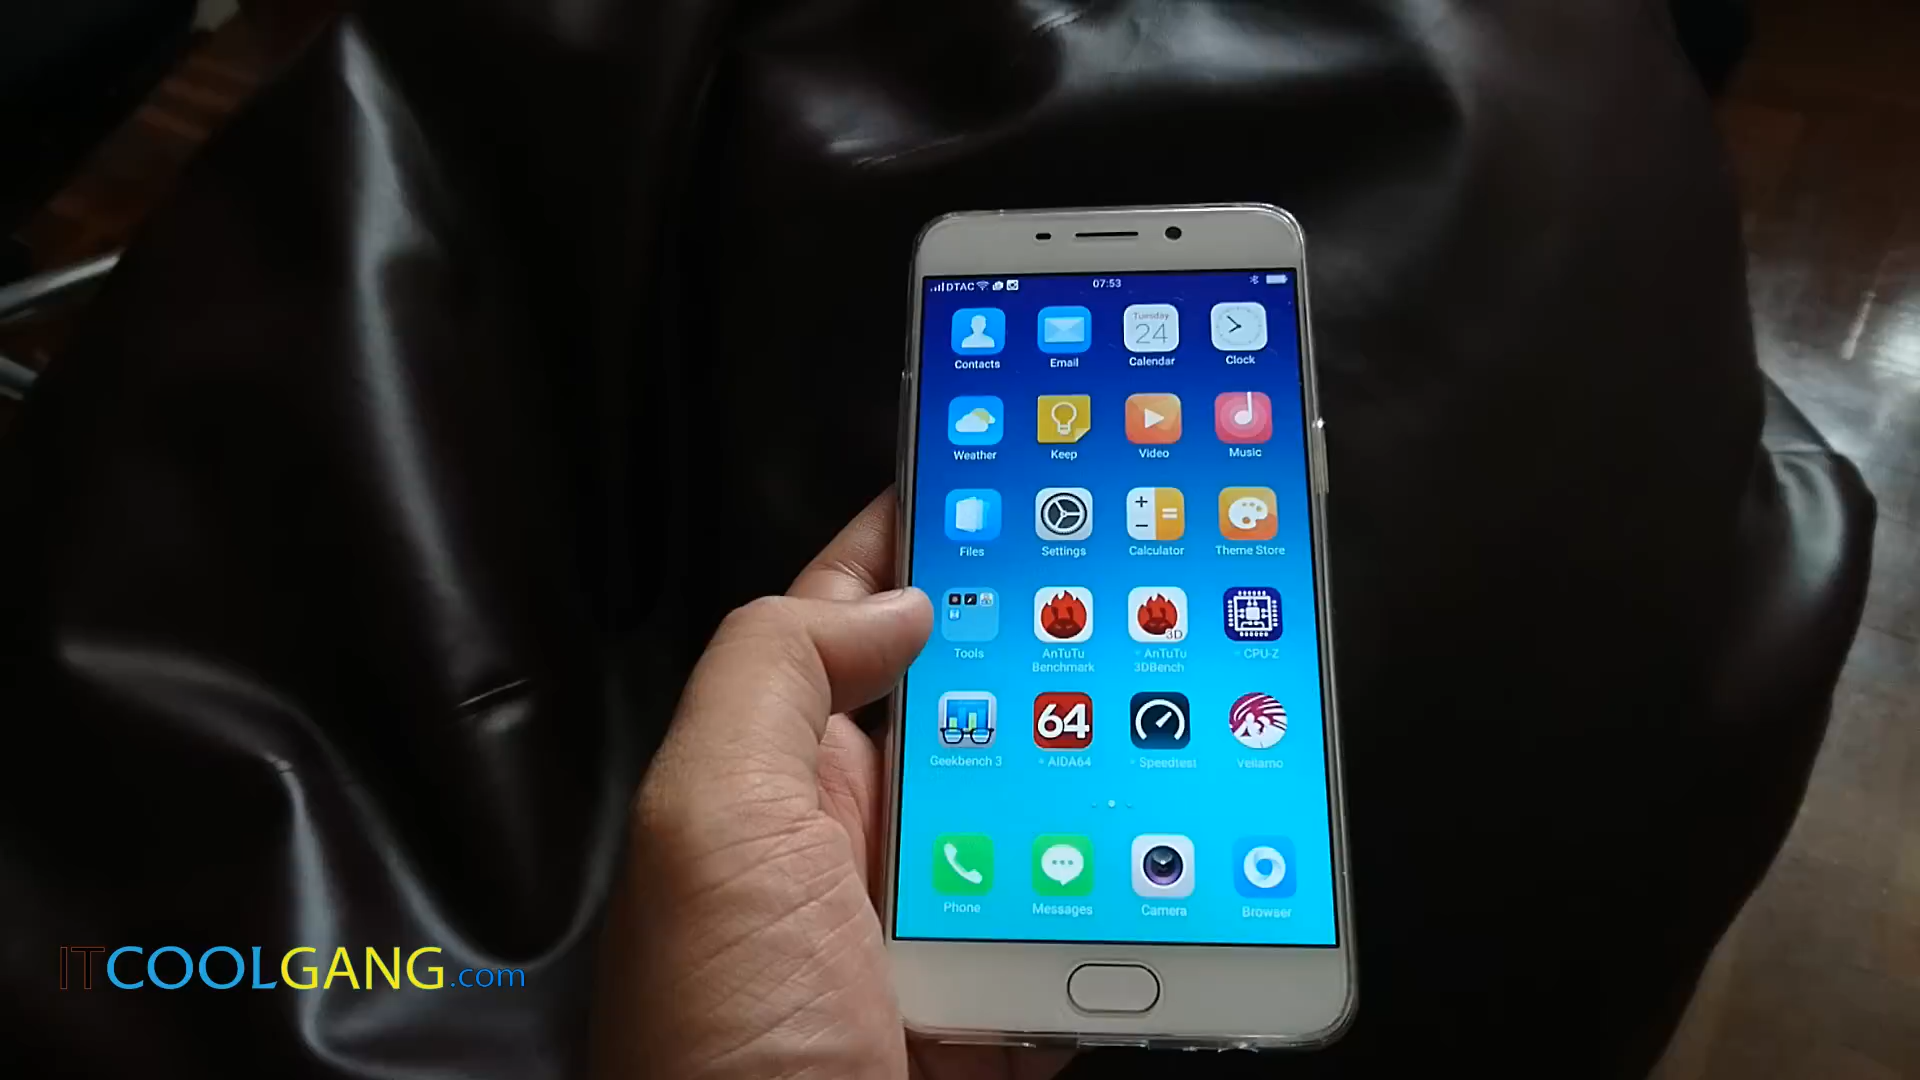 DTAC 07:53
Contacts Email Tuesday 24 Calendar Clock
Weather Keep Video Music
Files Settings Calculator Theme Store
Tools AnTuTu Benchmark 3D AnTuTu 3DBench CPU-Z
Geekbench 3 64 AIDA64 Speedtest Vellamo
Phone Messages Camera Browser
ITCOOLGANG.com